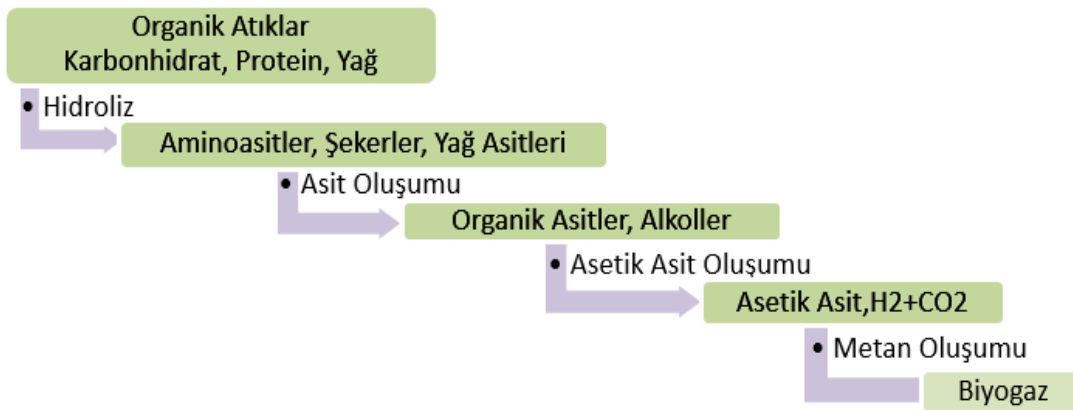 Organik Atıklar
Karbonhidrat, Protein, Yağ
• Hidroliz
Aminoasitler, Şekerler, Yağ Asitleri
• Asit Oluşumu
Organik Asitler, Alkoller
• Asetik Asit Oluşumu
Asetik Asit,H2+CO2
• Metan Oluşumu
Biyogaz